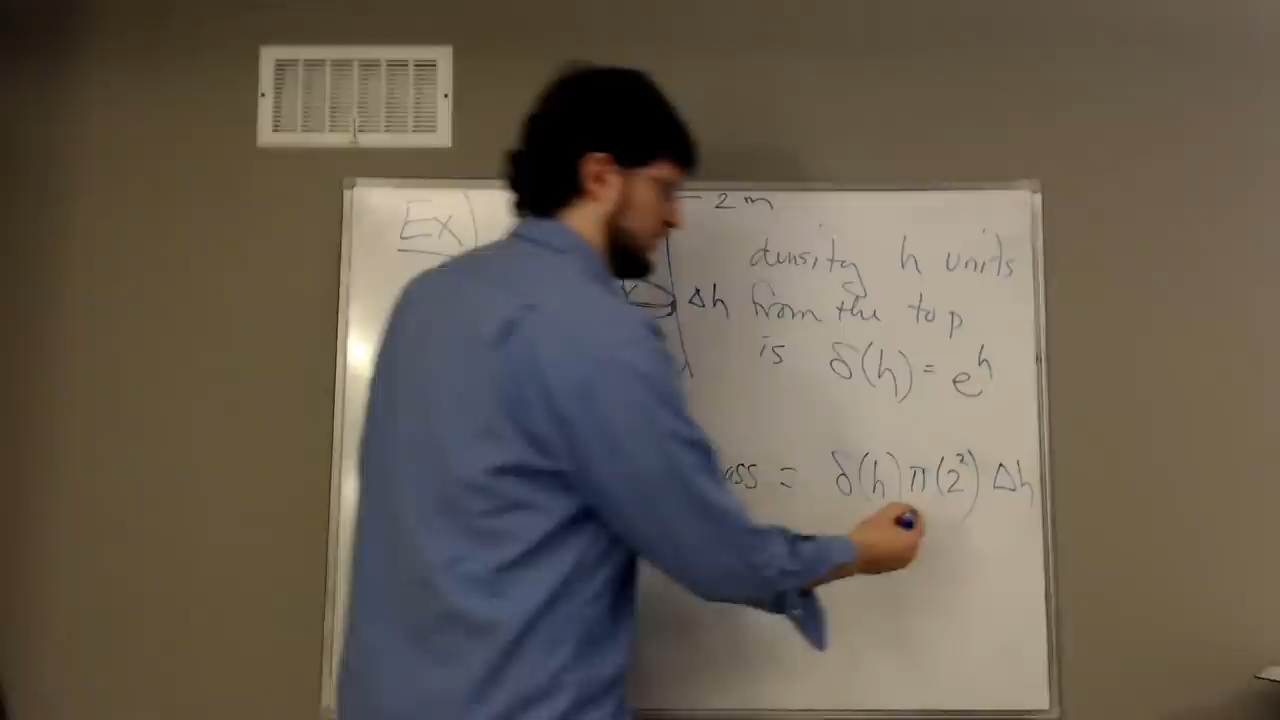 Ex)
2 m
density h units
Δh from the top
is δ(h) = e^h
ass = δ(h) π(2²) Δh